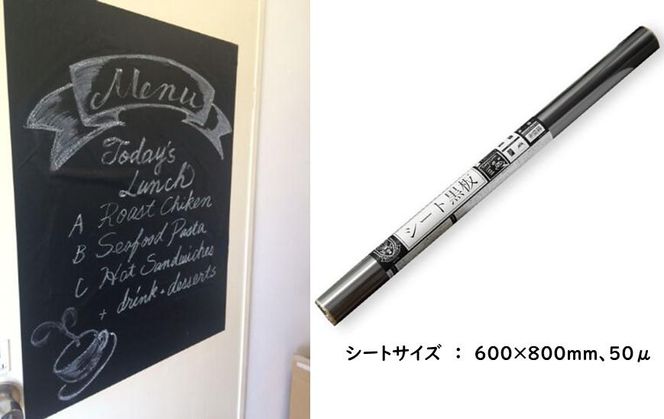 Menu
Today's
Lunch
A Roast Chiken
B Seafood Pasta
C Hot Sandwiches
+ drink + desserts
シート黒板
シートサイズ : 600×800mm、50μ